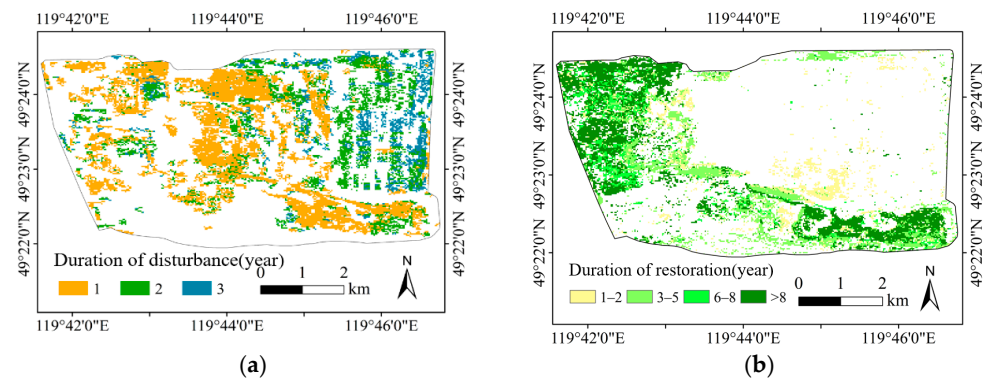 119°42'0"E 119°44'0"E 119°46'0"E
49°24'0"N
49°23'0"N
49°22'0"N
49°24'0"N
49°23'0"N
49°22'0"N
Duration of disturbance(year)
1 2 3
0 1 2
km
N
119°42'0"E 119°44'0"E 119°46'0"E
(a)
119°42'0"E 119°44'0"E 119°46'0"E
49°24'0"N
49°23'0"N
49°22'0"N
49°24'0"N
49°23'0"N
49°22'0"N
Duration of restoration(year)
1–2 3–5 6–8 >8
0 1 2
km
N
119°42'0"E 119°44'0"E 119°46'0"E
(b)